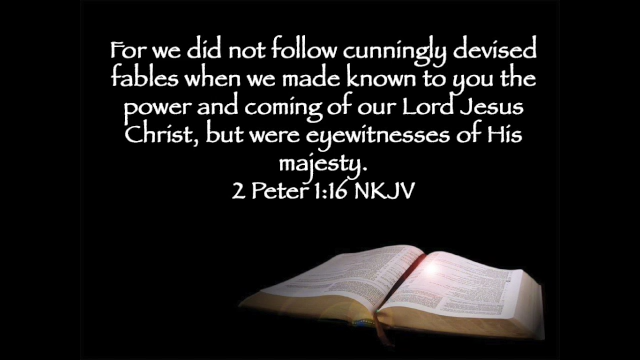 For we did not follow cunningly devised
fables when we made known to you the
power and coming of our Lord Jesus
Christ, but were eyewitnesses of His
majesty.
2 Peter 1:16 NKJV